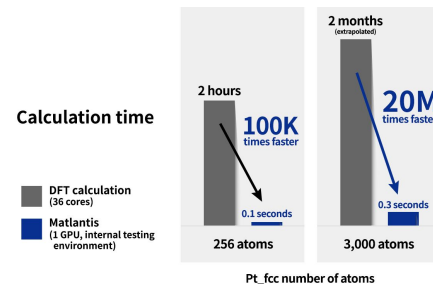 Calculation time
DFT calculation
(36 cores)
Matlantis
(1 GPU, internal testing
environment)
2 hours
100K
times faster
0.1 seconds
256 atoms
2 months
(extrapolated)
20M
times faster
0.3 seconds
3,000 atoms
Pt_fcc number of atoms